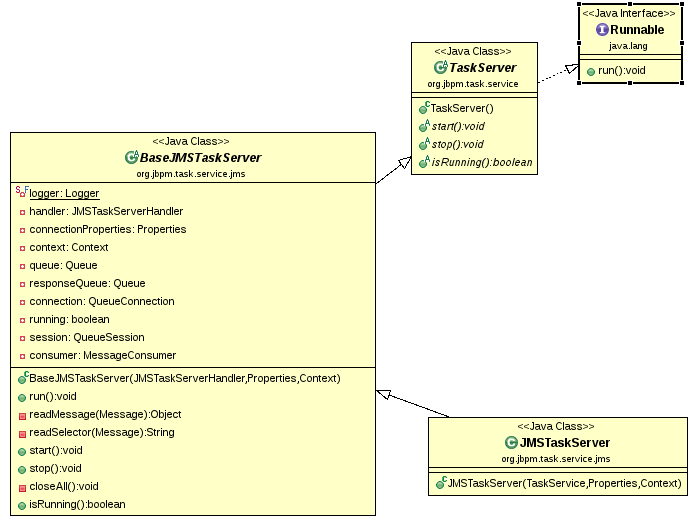 <<Java Interface>>
I Runnable
java.lang
run():void
<<Java Class>>
C A TaskServer
org.jbpm.task.service
C TaskServer()
A start():void
A stop():void
A isRunning():boolean
<<Java Class>>
C A BaseJMSTaskServer
org.jbpm.task.service.jms
S F logger: Logger
handler: JMSTaskServerHandler
connectionProperties: Properties
context: Context
queue: Queue
responseQueue: Queue
connection: QueueConnection
running: boolean
session: QueueSession
consumer: MessageConsumer
C BaseJMSTaskServer(JMSTaskServerHandler,Properties,Context)
run():void
readMessage(Message):Object
readSelector(Message):String
start():void
stop():void
closeAll():void
isRunning():boolean
<<Java Class>>
C JMSTaskServer
org.jbpm.task.service.jms
C JMSTaskServer(TaskService,Properties,Context)